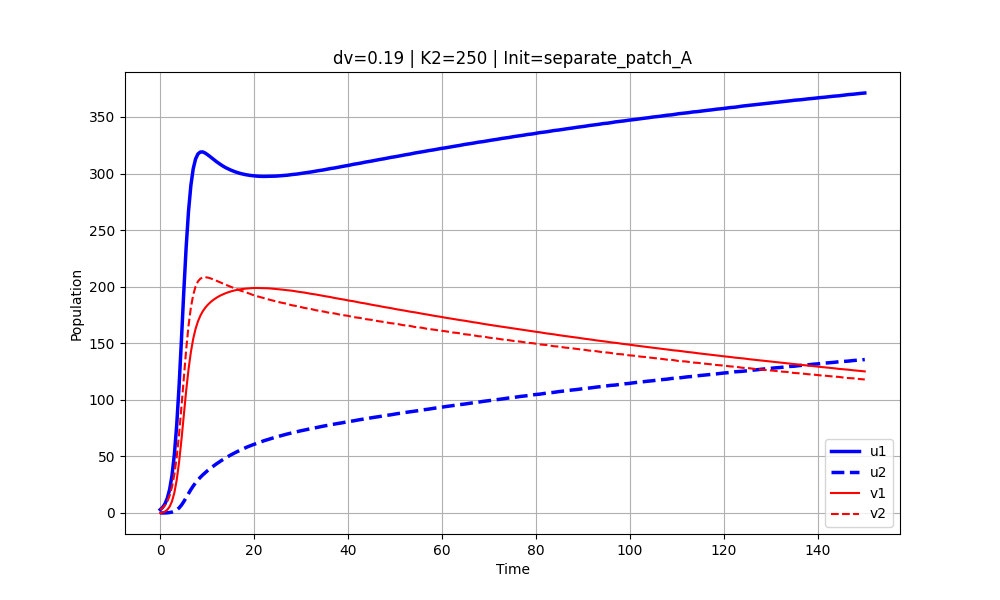 dv=0.19 | K2=250 | Init=separate_patch_A
Population
350
300
250
200
150
100
50
0
0 20 40 60 80 100 120 140
Time
u1
u2
v1
v2